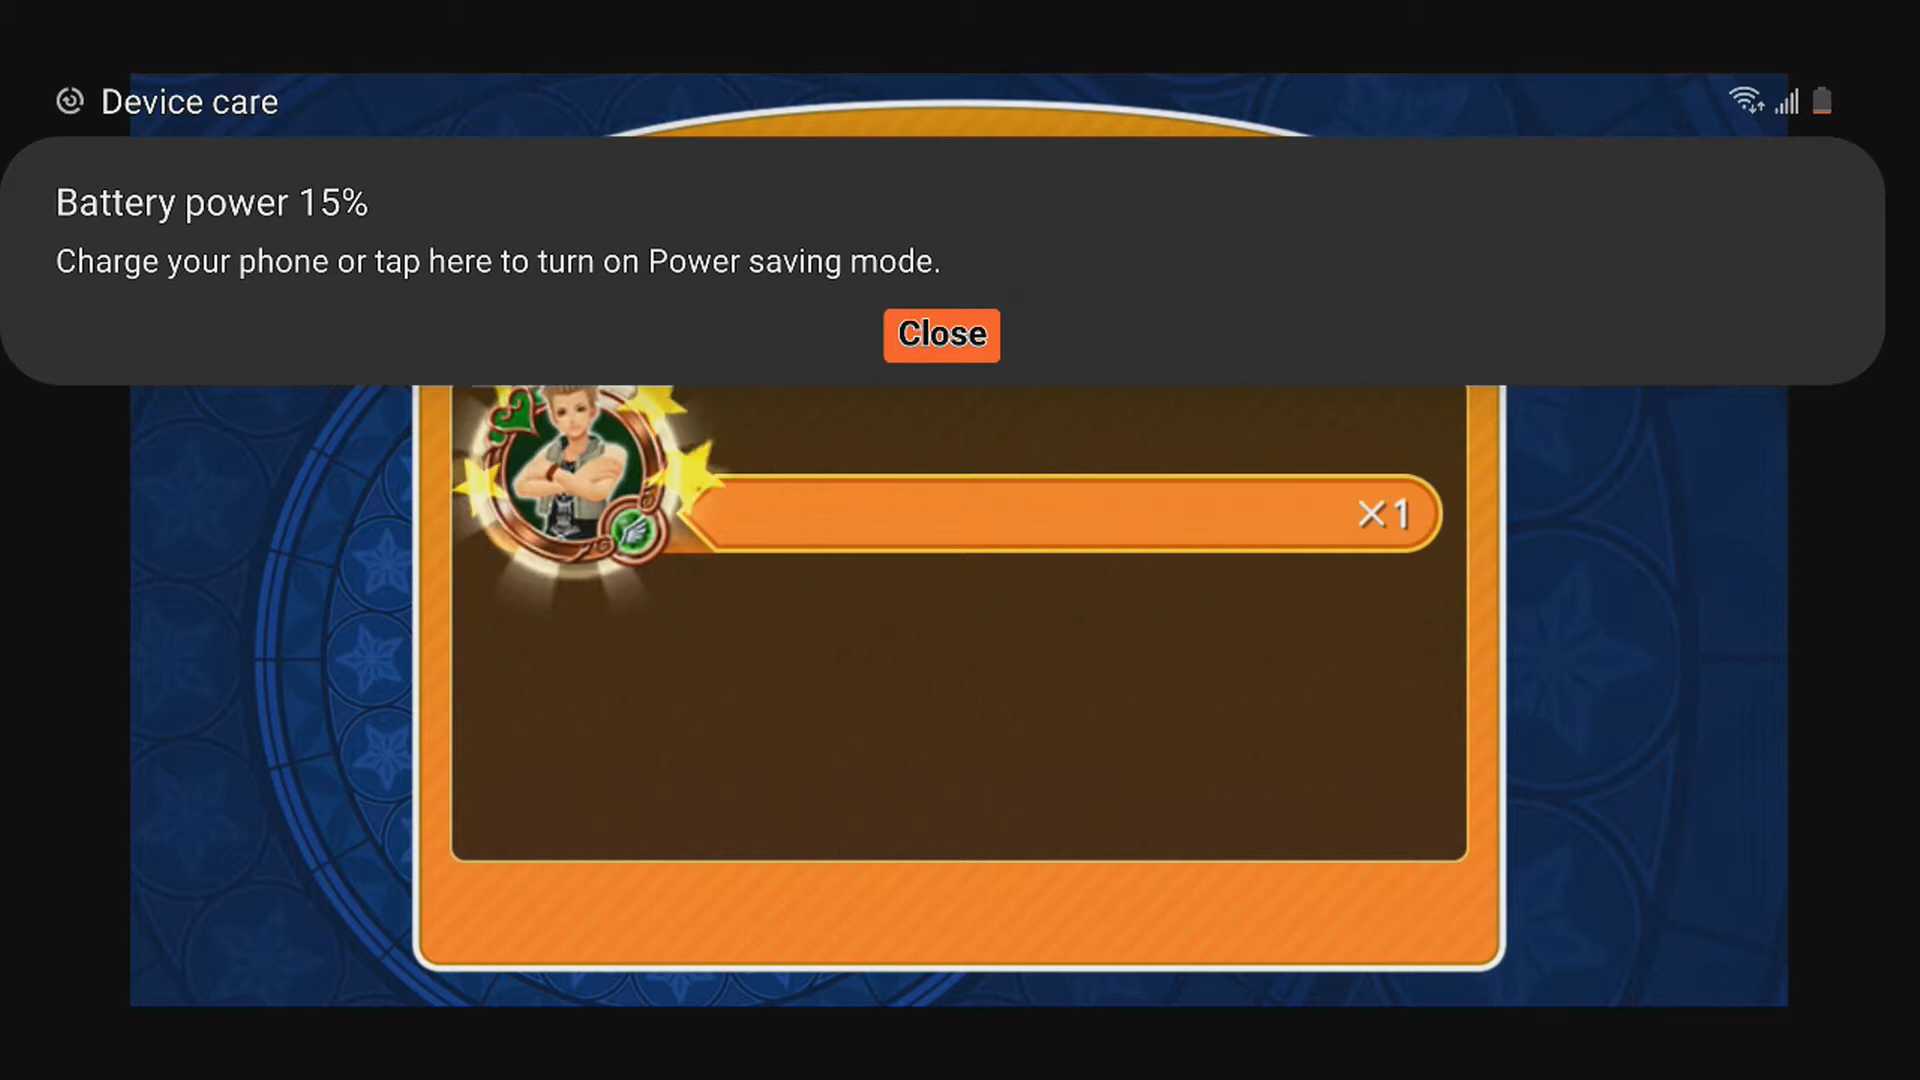 Device care
Battery power 15%
Charge your phone or tap here to turn on Power saving mode.
Close
×1